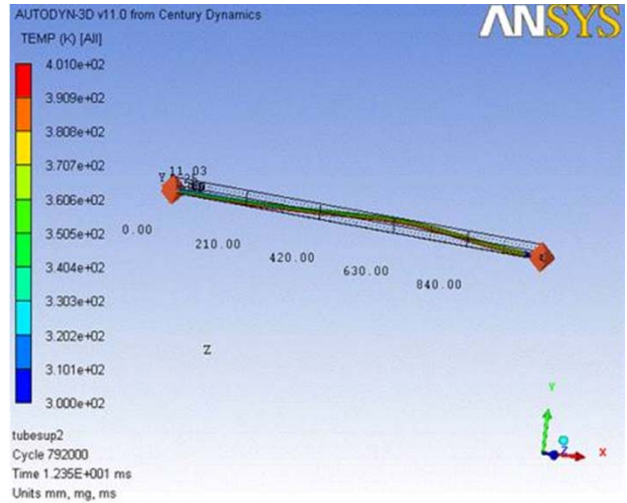 AUTODYN-3D v11.0 from Century Dynamics
ANSYS
TEMP (K) [All]
4.010e+02
3.909e+02
3.808e+02
3.707e+02
3.606e+02
3.505e+02
3.404e+02
3.303e+02
3.202e+02
3.101e+02
3.000e+02
11.03
Y
0.00
210.00
420.00
630.00
840.00
Z
Y
Z
X
tubesup2
Cycle 792000
Time 1.235E+001 ms
Units mm, mg, ms